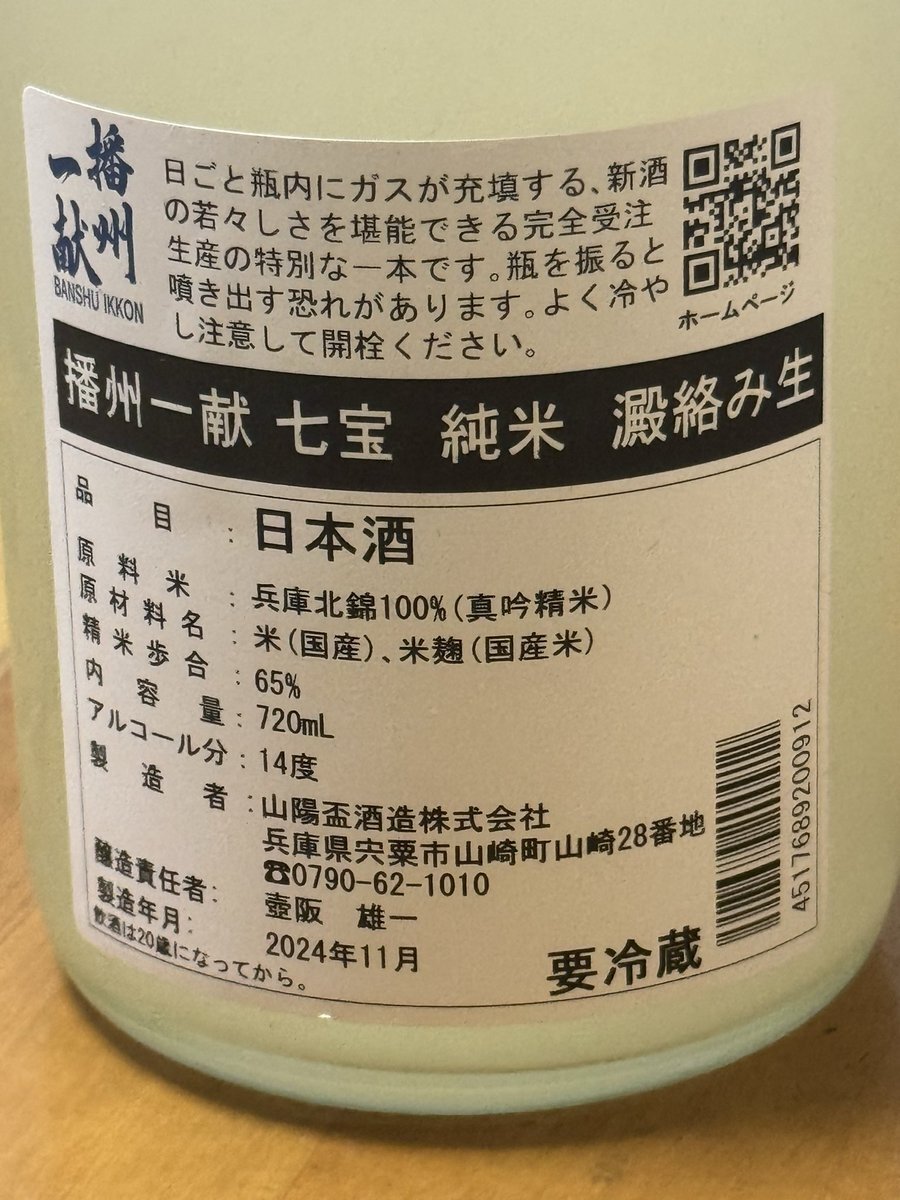 播州
一献
BANSHU IKKON
日ごと瓶内にガスが充填する、新酒
の若々しさを堪能できる完全受注
生産の特別な一本です。瓶を振ると
噴き出す恐れがあります。よく冷や
し注意して開栓ください。
ホームページ
播州一献 七宝 純米 澱絡み生
品目:日本酒
原料米:兵庫北錦100%(真吟精米)
原材料名:米(国産)、米麹(国産米)
精米歩合:65%
内容量:720mL
アルコール分:14度
製造者:山陽盃酒造株式会社
兵庫県宍粟市山崎町山崎28番地
☎0790-62-1010
醸造責任者:壺阪 雄一
製造年月:2024年11月
飲酒は20歳になってから。
要冷蔵
4517689200912